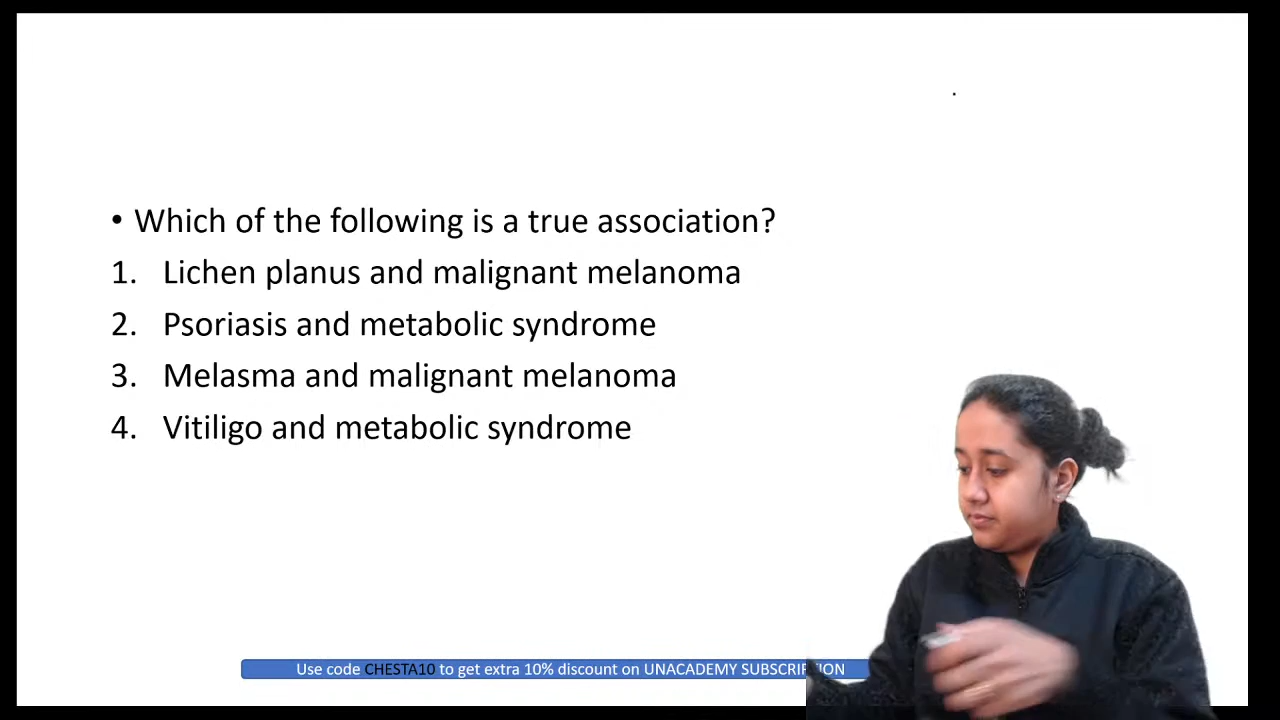 • Which of the following is a true association?
1. Lichen planus and malignant melanoma
2. Psoriasis and metabolic syndrome
3. Melasma and malignant melanoma
4. Vitiligo and metabolic syndrome
Use code CHESTA10 to get extra 10% discount on UNACADEMY